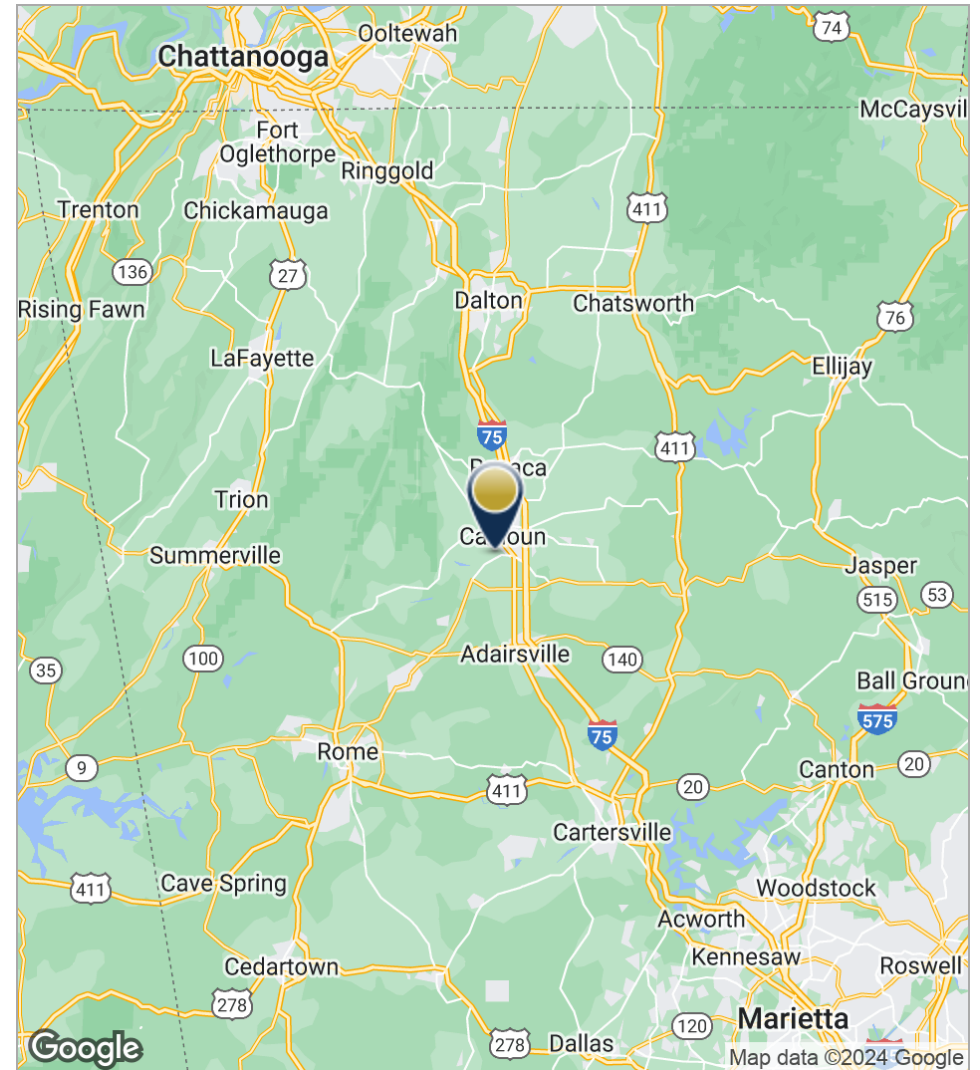 74
Ooltewah
Chattanooga
McCaysvil
Fort
Oglethorpe
Ringgold
411
Trenton
Chickamauga
136
27
Dalton
Chatsworth
Rising Fawn
76
LaFayette
Ellijay
75
411
Trion
Summerville
Jasper
515
53
100
Adairsville
140
35
Ball Groun
575
75
Rome
9
Canton
20
20
411
Cartersville
411
Cave Spring
Woodstock
Acworth
Kennesaw
Cedartown
Roswell
278
Marietta
120
278
Dallas
Google
Map data ©2024 Google